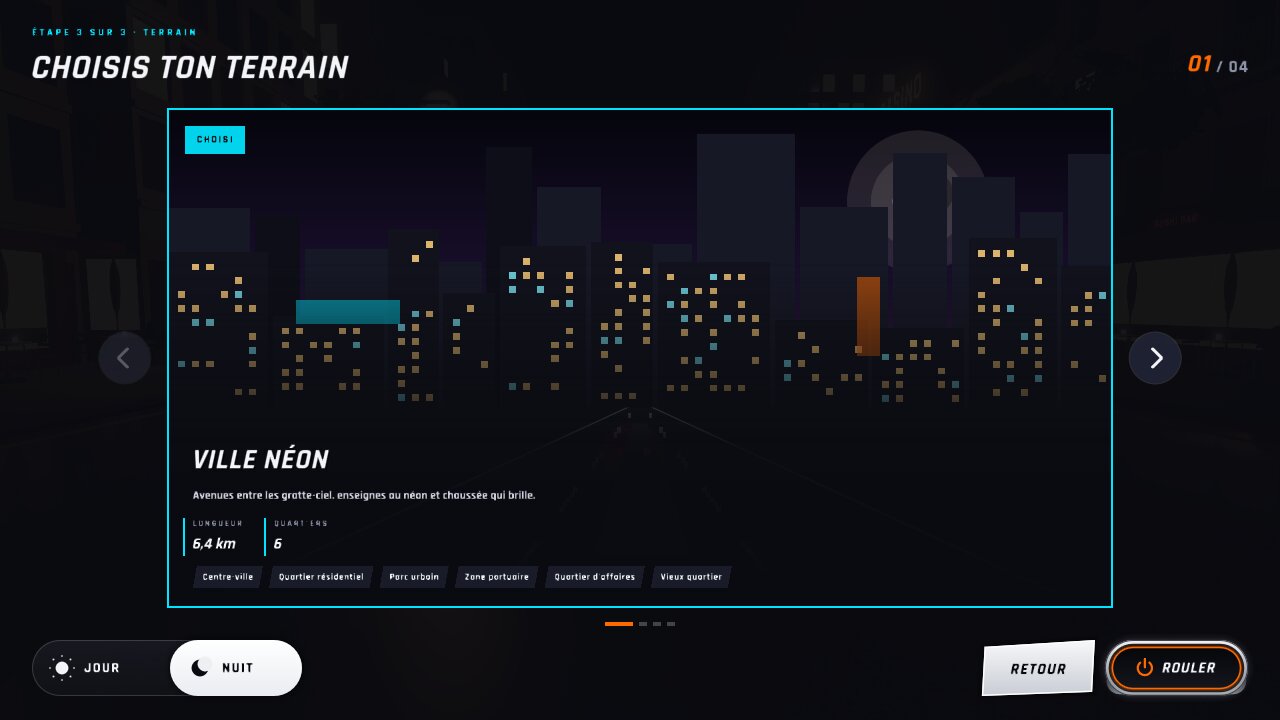 ÉTAPE 3 SUR 3 · TERRAIN
CHOISIS TON TERRAIN
01 / 04
CHOISI
VILLE NÉON
Avenues entre les gratte-ciel, enseignes au néon et chaussée qui brille.
LONGUEUR
QUARTIERS
6,4 km
6
Centre-ville
Quartier résidentiel
Parc urbain
Zone portuaire
Quartier d'affaires
Vieux quartier
JOUR
NUIT
RETOUR
ROULER